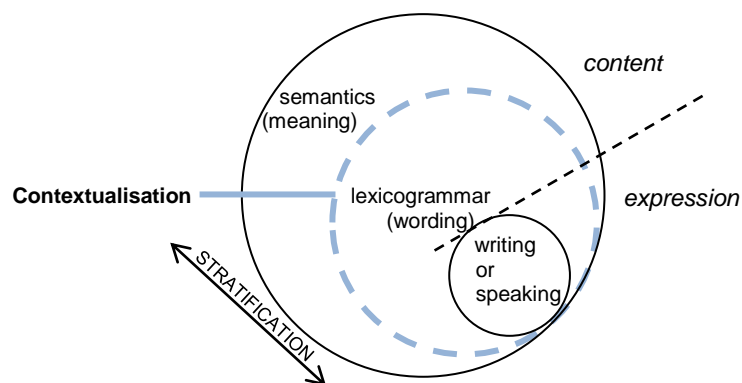 content
semantics
(meaning)
Contextualisation
lexicogrammar
(wording)
expression
writing
or
speaking
STRATIFICATION